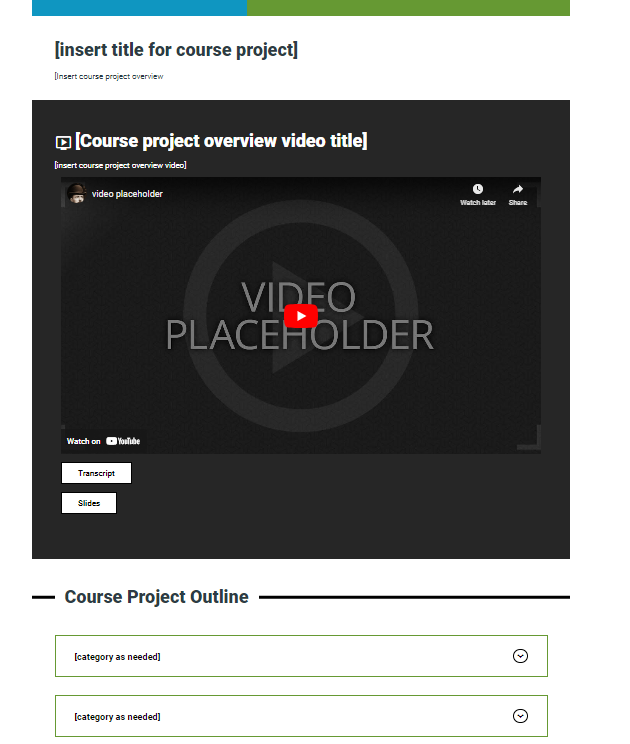 [insert title for course project]
[Insert course project overview
[Course project overview video title]
[insert course project overview video]
video placeholder
Watch later
Share
VIDEO
PLACEHOLDER
Watch on YouTube
Transcript
Slides
Course Project Outline
[category as needed]
[category as needed]